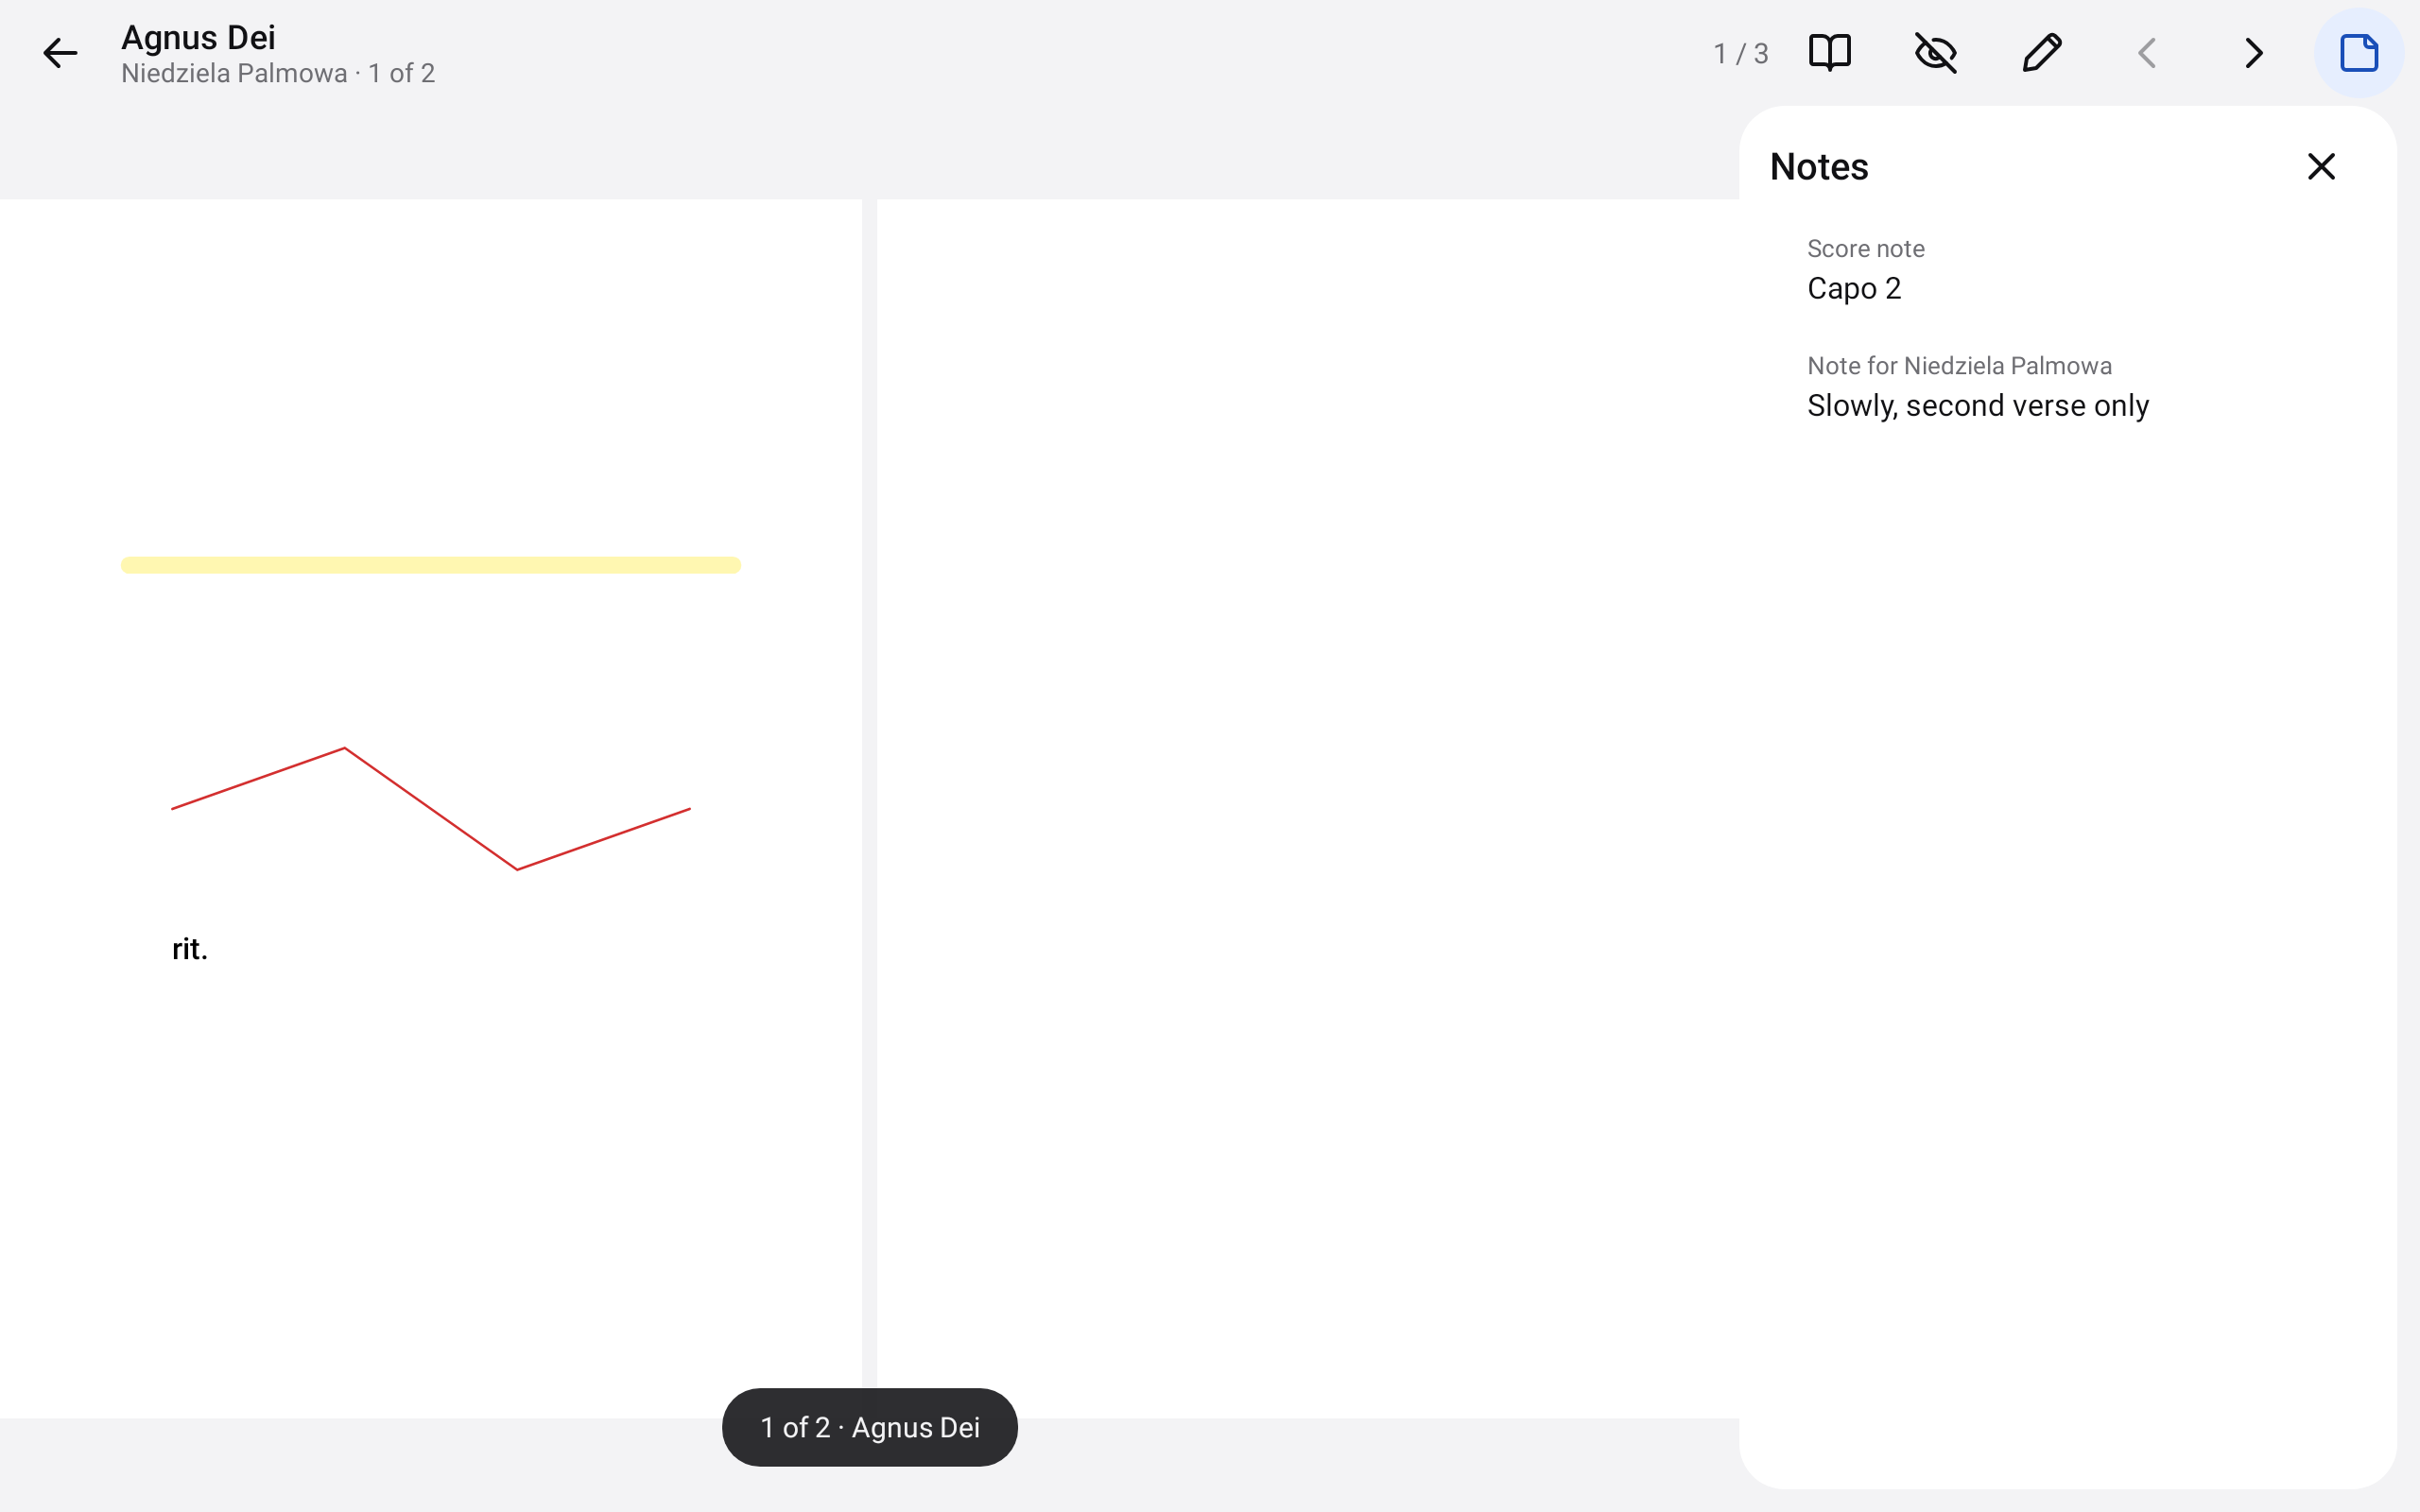 Agnus Dei
Niedziela Palmowa · 1 of 2
1 / 3
Notes
Score note
Capo 2
Note for Niedziela Palmowa
Slowly, second verse only
rit.
1 of 2 · Agnus Dei